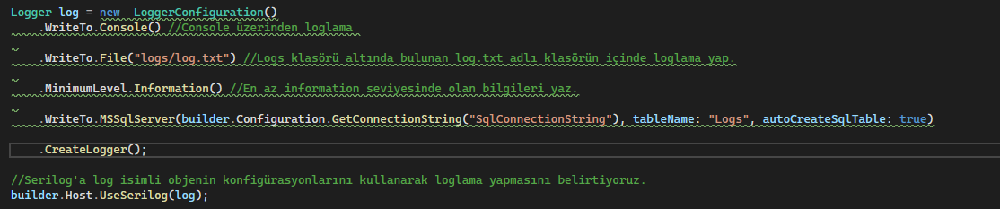 Logger log = new  LoggerConfiguration()
    .WriteTo.Console() //Console üzerinden loglama
    .WriteTo.File("logs/log.txt") //Logs klasörü altında bulunan log.txt adlı klasörün içinde loglama yap.
    .MinimumLevel.Information() //En az information seviyesinde olan bilgileri yaz.
    .WriteTo.MSSqlServer(builder.Configuration.GetConnectionString("SqlConnectionString"), tableName: "Logs", autoCreateSqlTable: true)
    .CreateLogger();
//Serilog'a log isimli objenin konfigürasyonlarını kullanarak loglama yapmasını belirtiyoruz.
builder.Host.UseSerilog(log);